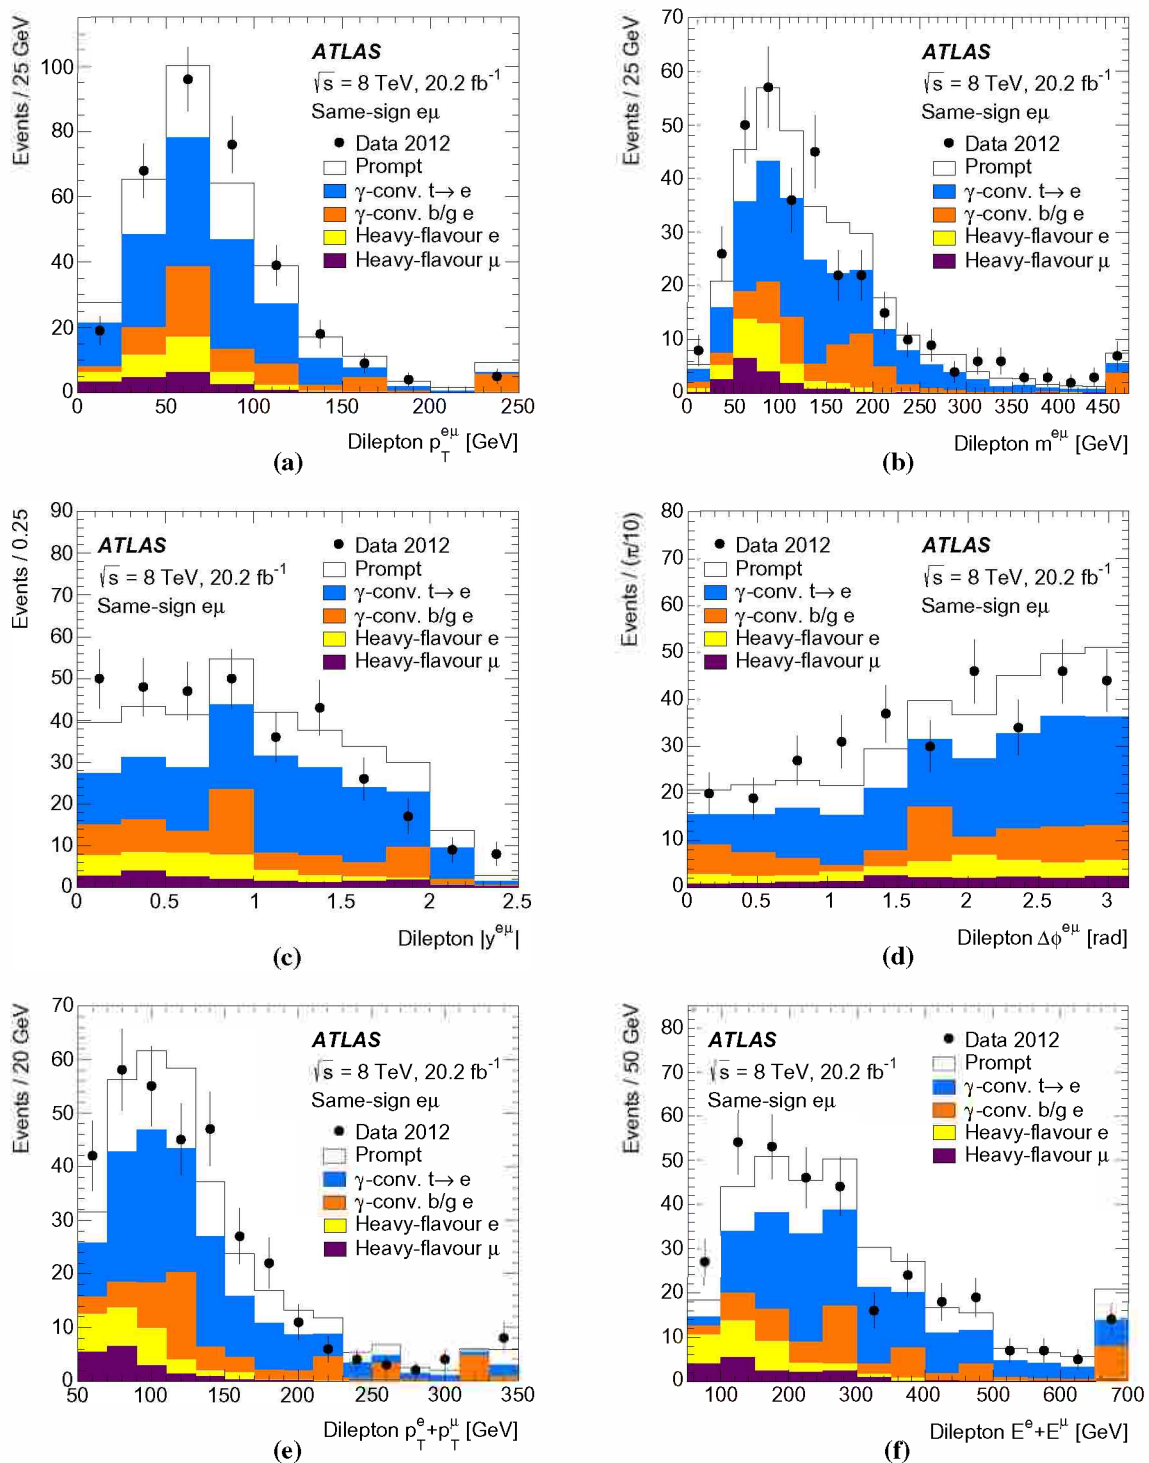 Events / 25 GeV
100
80
60
40
20
0
ATLAS
√s = 8 TeV, 20.2 fb⁻¹
Same-sign eμ
Data 2012
Prompt
γ-conv. t→ e
γ-conv. b/g e
Heavy-flavour e
Heavy-flavour μ
0 50 100 150 200 250
Dilepton p_T^eμ [GeV]
(a)
Events / 25 GeV
70
60
50
40
30
20
10
0
ATLAS
√s = 8 TeV, 20.2 fb⁻¹
Same-sign eμ
Data 2012
Prompt
γ-conv. t→ e
γ-conv. b/g e
Heavy-flavour e
Heavy-flavour μ
0 50 100 150 200 250 300 350 400 450
Dilepton m^eμ [GeV]
(b)
Events / 0.25
90
80
70
60
50
40
30
20
10
0
ATLAS
√s = 8 TeV, 20.2 fb⁻¹
Same-sign eμ
Data 2012
Prompt
γ-conv. t→ e
γ-conv. b/g e
Heavy-flavour e
Heavy-flavour μ
0 0.5 1 1.5 2 2.5
Dilepton |y^eμ|
(c)
Events / (π/10)
80
70
60
50
40
30
20
10
0
Data 2012
Prompt
γ-conv. t→ e
γ-conv. b/g e
Heavy-flavour e
Heavy-flavour μ
ATLAS
√s = 8 TeV, 20.2 fb⁻¹
Same-sign eμ
0 0.5 1 1.5 2 2.5 3
Dilepton Δϕ^eμ [rad]
(d)
Events / 20 GeV
70
60
50
40
30
20
10
0
ATLAS
√s = 8 TeV, 20.2 fb⁻¹
Same-sign eμ
Data 2012
Prompt
γ-conv. t→ e
γ-conv. b/g e
Heavy-flavour e
Heavy-flavour μ
50 100 150 200 250 300 350
Dilepton p_T^e+p_T^μ [GeV]
(e)
Events / 50 GeV
80
70
60
50
40
30
20
10
0
ATLAS
√s = 8 TeV, 20.2 fb⁻¹
Same-sign eμ
Data 2012
Prompt
γ-conv. t→ e
γ-conv. b/g e
Heavy-flavour e
Heavy-flavour μ
100 200 300 400 500 600 700
Dilepton E^e+E^μ [GeV]
(f)